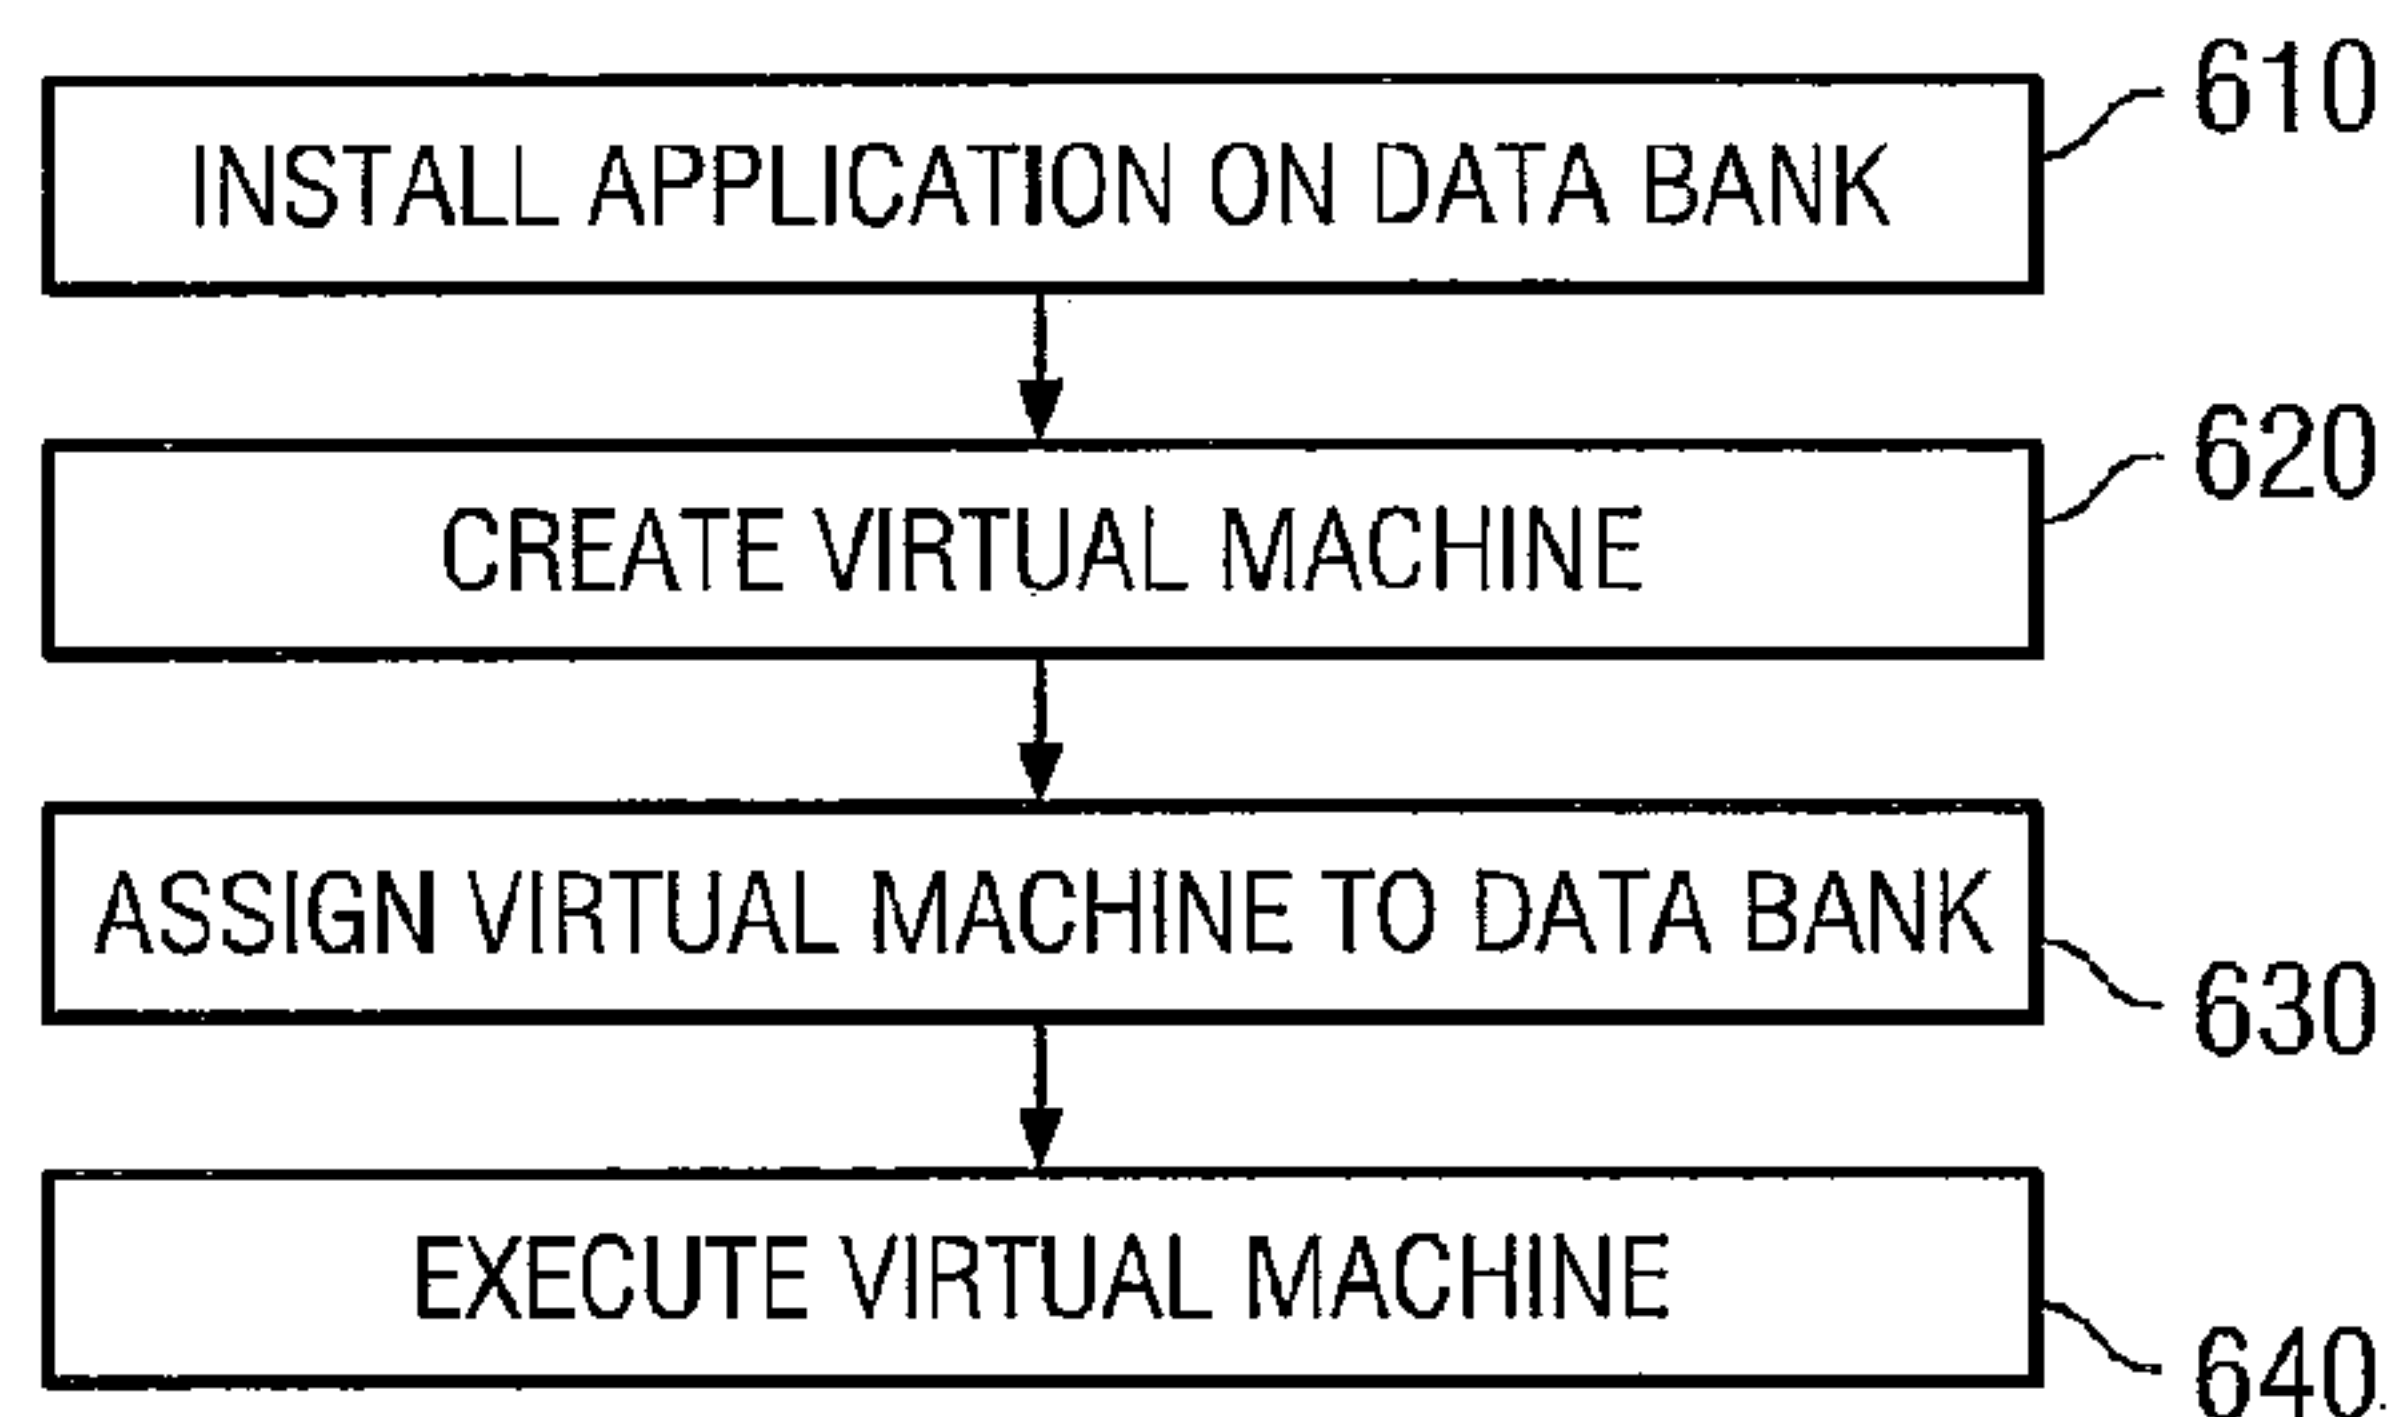 610
INSTALL APPLICATION ON DATA BANK
620
CREATE VIRTUAL MACHINE
ASSIGN VIRTUAL MACHINE TO DATA BANK
630
EXECUTE VIRTUAL MACHINE
640